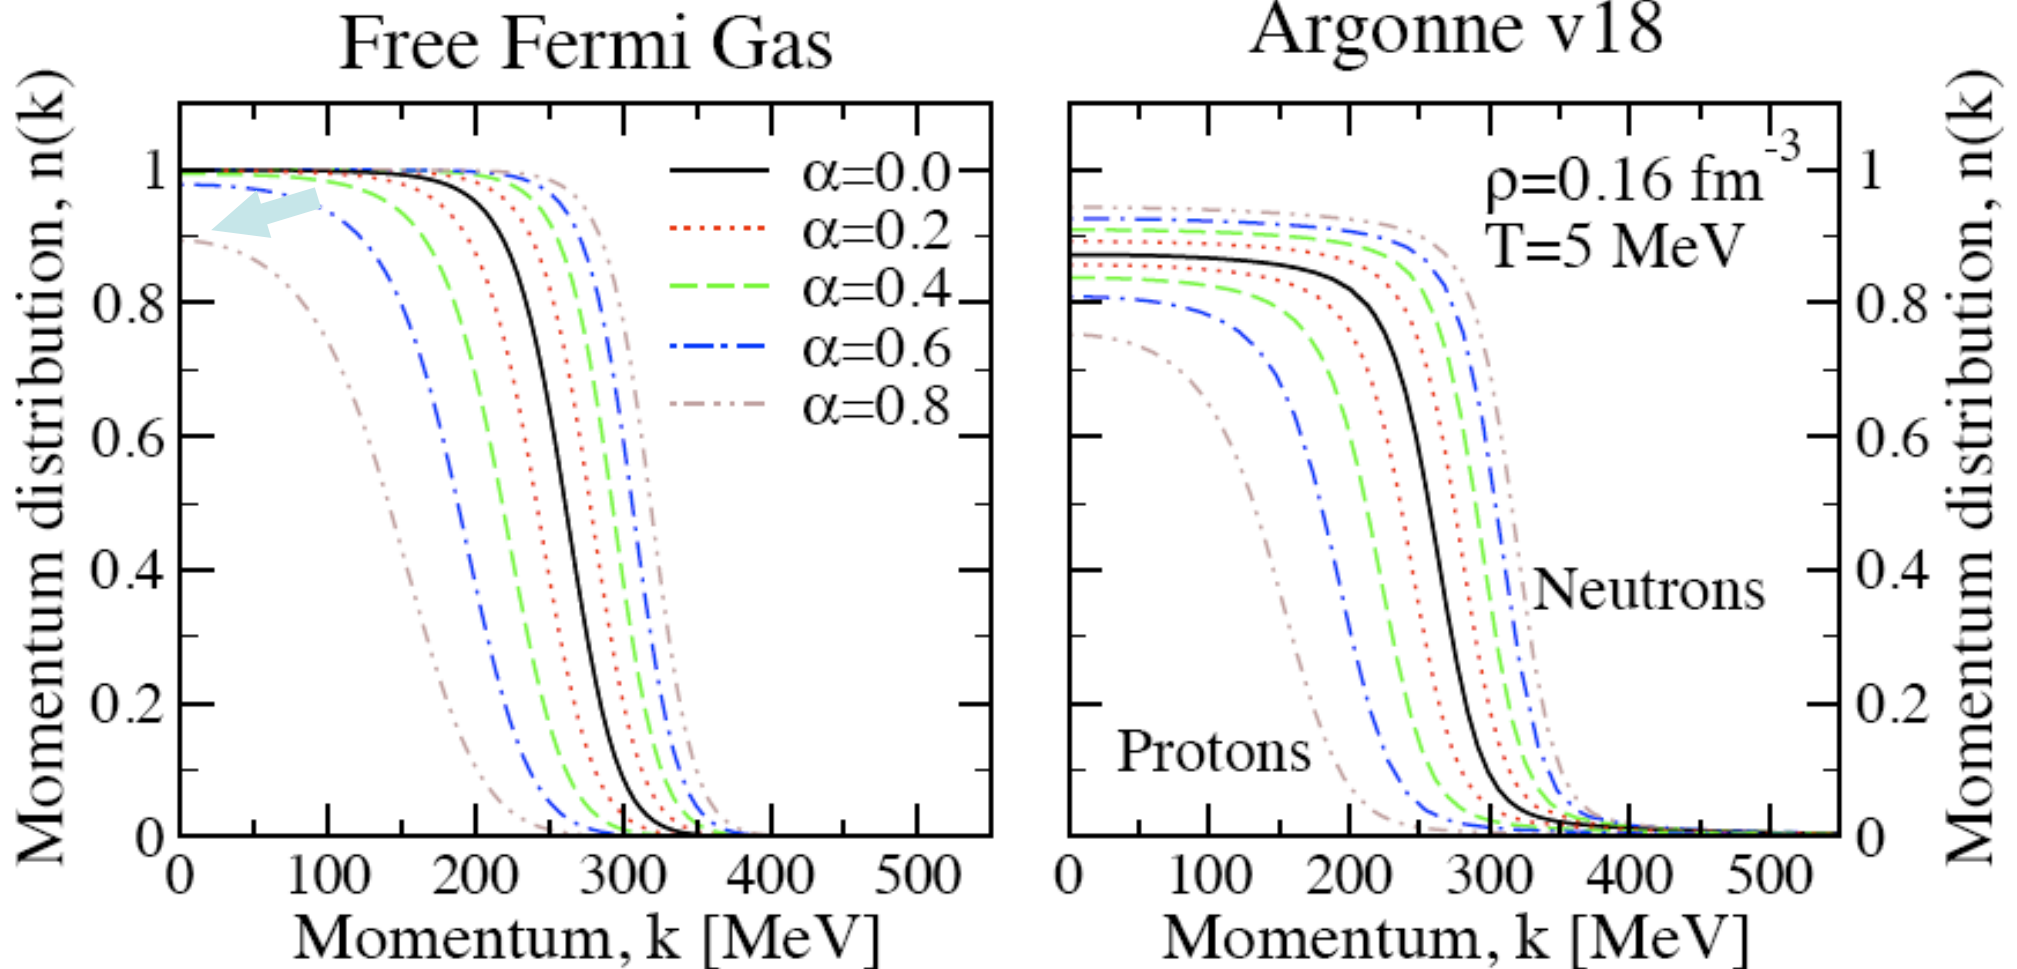 Free Fermi Gas
Argonne v18
Momentum distribution, n(k)
1
0.8
0.6
0.4
0.2
0
0
100
200
300
400
500
Momentum, k [MeV]
α=0.0
α=0.2
α=0.4
α=0.6
α=0.8
ρ=0.16 fm⁻³
T=5 MeV
Neutrons
Protons
0
100
200
300
400
500
Momentum, k [MeV]
1
0.8
0.6
0.4
0.2
0
Momentum distribution, n(k)